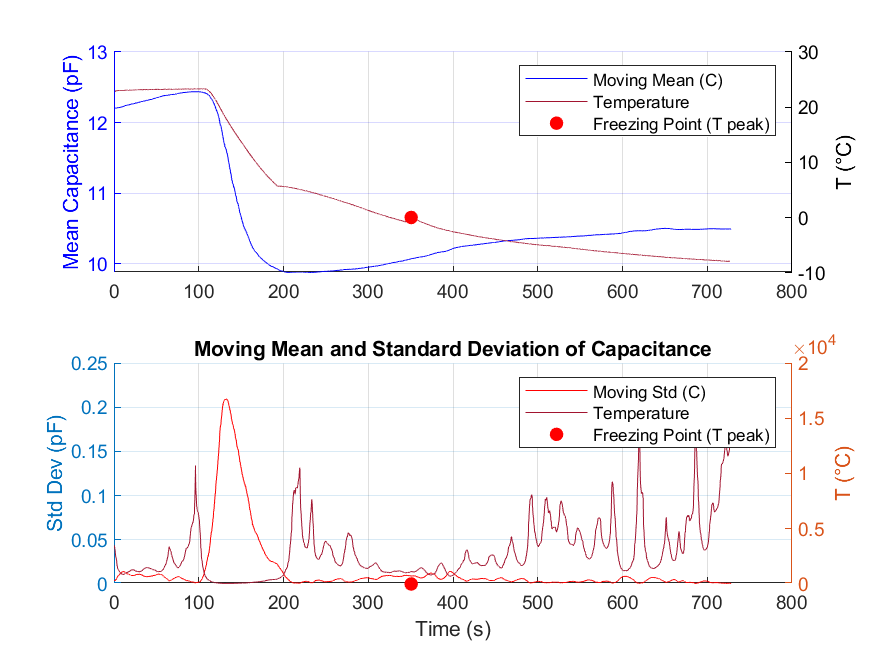 13
12
11
10
Mean Capacitance (pF)
30
20
10
0
-10
T (°C)
Moving Mean (C)
Temperature
Freezing Point (T peak)
0 100 200 300 400 500 600 700 800
Moving Mean and Standard Deviation of Capacitance
0.25
0.2
0.15
0.1
0.05
0
Std Dev (pF)
×10^4
2
1.5
1
0.5
0
T (°C)
Moving Std (C)
Temperature
Freezing Point (T peak)
0 100 200 300 400 500 600 700 800
Time (s)